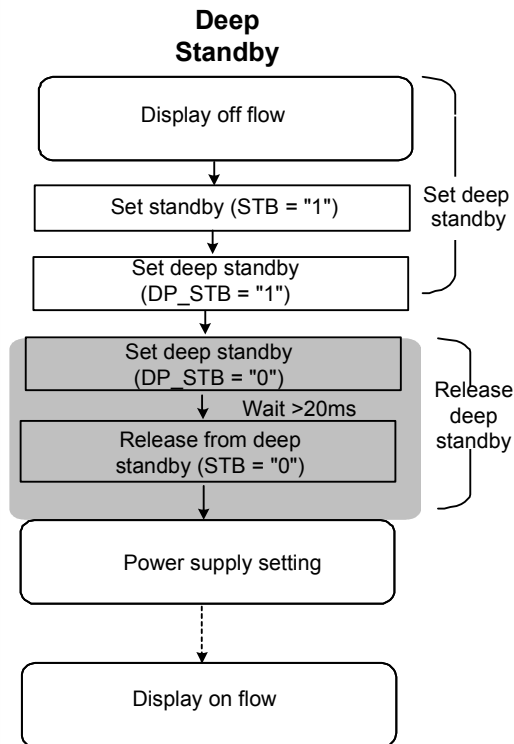 Deep
Standby
Display off flow
Set standby (STB = "1")
Set deep standby
(DP_STB = "1")
Set deep
standby
Set deep standby
(DP_STB = "0")
Wait >20ms
Release from deep
standby (STB = "0")
Release
deep
standby
Power supply setting
Display on flow